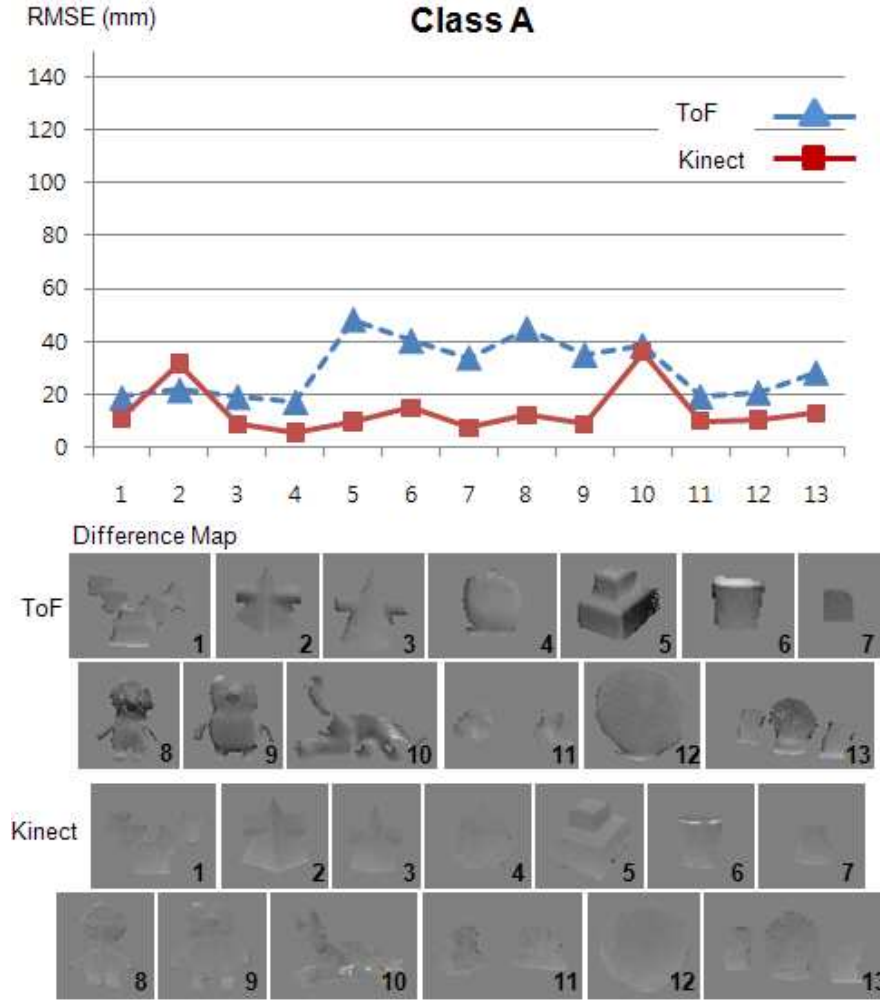 RMSE (mm)
Class A
140
120
100
80
60
40
20
0
ToF
Kinect
1 2 3 4 5 6 7 8 9 10 11 12 13
Difference Map
ToF
1 2 3 4 5 6 7
8 9 10 11 12 13
Kinect
1 2 3 4 5 6 7
8 9 10 11 12 13